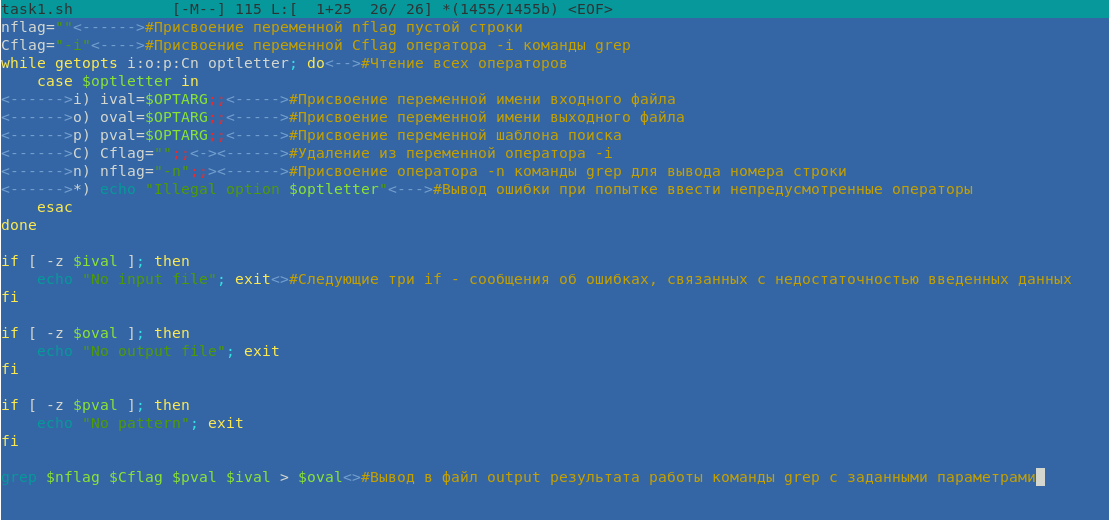 task1.sh [-M--] 115 L:[ 1+25 26/ 26] *(1455/1455b) <EOF>
nflag=""<------>#Присвоение переменной nflag пустой строки
Cflag="-i"<---->#Присвоение переменной Cflag оператора -i команды grep
while getopts i:o:p:Cn optletter; do<-->#Чтение всех операторов
    case $optletter in
<------>i) ival=$OPTARG;;<----->#Присвоение переменной имени входного файла
<------>o) oval=$OPTARG;;<----->#Присвоение переменной имени выходного файла
<------>p) pval=$OPTARG;;<----->#Присвоение переменной шаблона поиска
<------>C) Cflag="";;<-><------>#Удаление из переменной оператора -i
<------>n) nflag="-n";;><------>#Присвоение оператора -n команды grep для вывода номера строки
<------>*) echo "Illegal option $optletter"<--->#Вывод ошибки при попытке ввести непредусмотренные операторы
    esac
done
if [ -z $ival ]; then
    echo "No input file"; exit<>#Следующие три if - сообщения об ошибках, связанных с недостаточностью введенных данных
fi
if [ -z $oval ]; then
    echo "No output file"; exit
fi
if [ -z $pval ]; then
    echo "No pattern"; exit
fi
grep $nflag $Cflag $pval $ival > $oval<>#Вывод в файл output результата работы команды grep с заданными параметрами